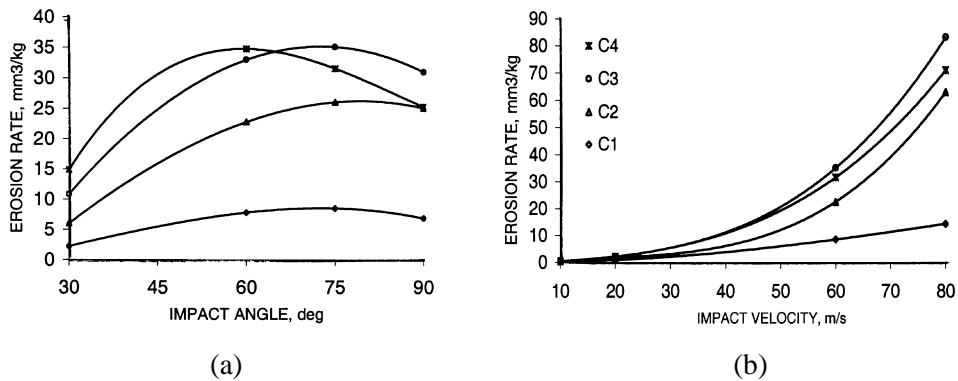 EROSION RATE, mm3/kg
40
35
30
25
20
15
10
5
0
30 45 60 75 90
IMPACT ANGLE, deg
(a)
EROSION RATE, mm3/kg
90
80
70
60
50
40
30
20
10
0
C4
C3
C2
C1
10 20 30 40 50 60 70 80
IMPACT VELOCITY, m/s
(b)